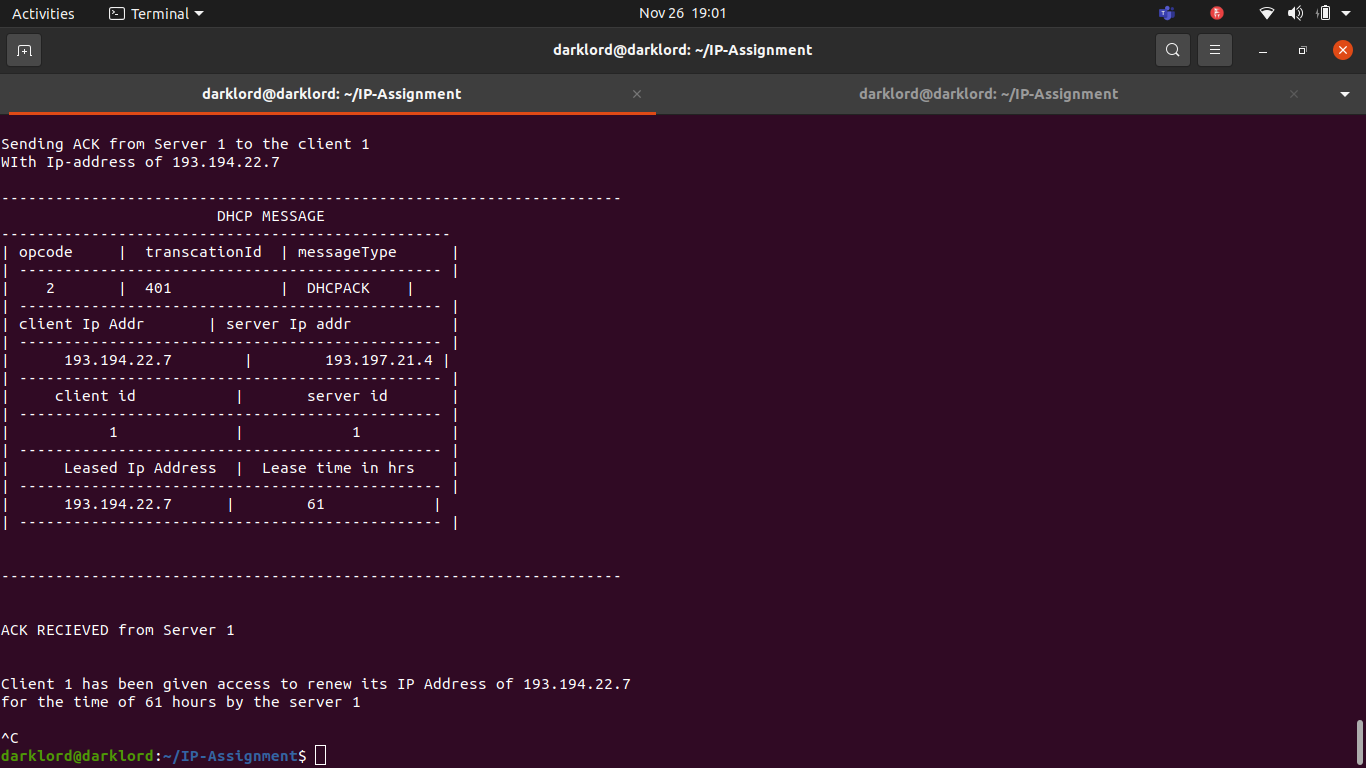 Activities Terminal Nov 26 19:01
darklord@darklord: ~/IP-Assignment
darklord@darklord: ~/IP-Assignment × darklord@darklord: ~/IP-Assignment ×
Sending ACK from Server 1 to the client 1
WIth Ip-address of 193.194.22.7
---------------------------------------------------------------------
DHCP MESSAGE
--------------------------------------------------
| opcode | transcationId | messageType |
| ----------------------------------------------- |
| 2 | 401 | DHCPACK |
| ----------------------------------------------- |
| client Ip Addr | server Ip addr |
| ----------------------------------------------- |
| 193.194.22.7 | 193.197.21.4 |
| ----------------------------------------------- |
| client id | server id |
| ----------------------------------------------- |
| 1 | 1 |
| ----------------------------------------------- |
| Leased Ip Address | Lease time in hrs |
| ----------------------------------------------- |
| 193.194.22.7 | 61 |
| ----------------------------------------------- |
---------------------------------------------------------------------
ACK RECIEVED from Server 1
Client 1 has been given access to renew its IP Address of 193.194.22.7
for the time of 61 hours by the server 1
^C
darklord@darklord:~/IP-Assignment$